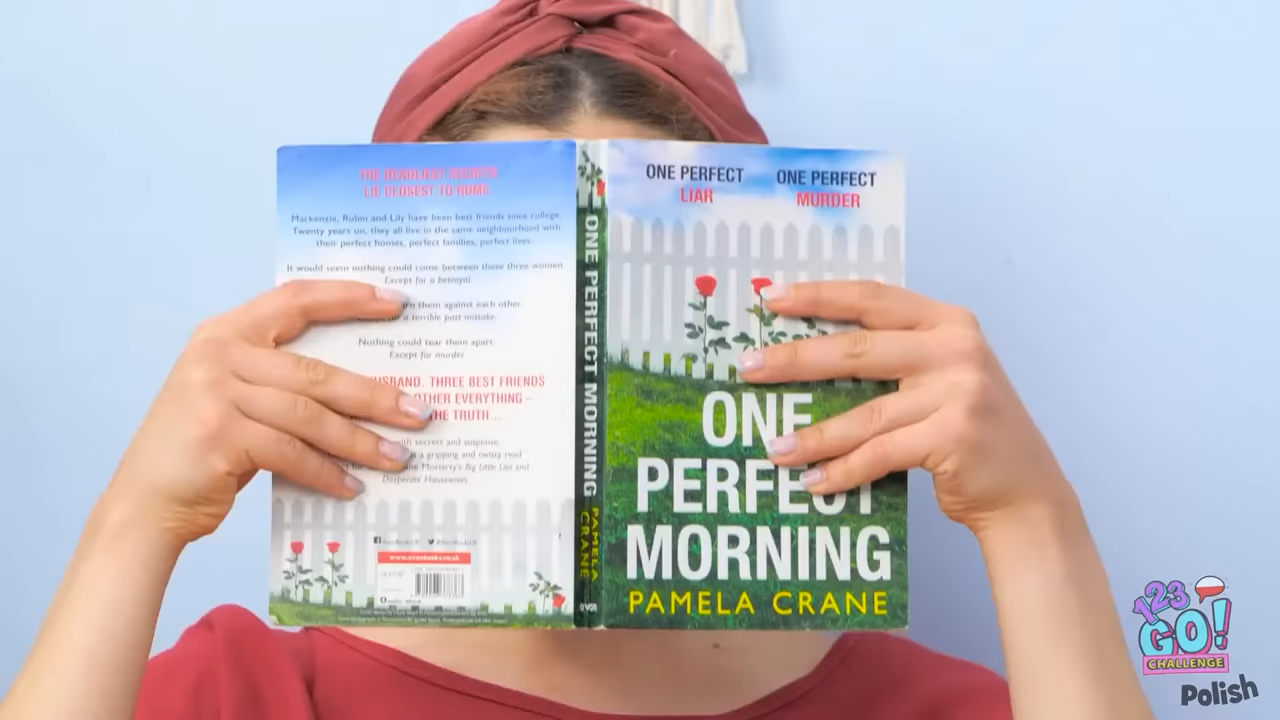 THE DEADLIEST SECRETS
LIE CLOSEST TO HOME
Mackenzie, Robin and Lily have been best friends since college.
Twenty years on, they all live in the same neighbourhood with
their perfect homes, perfect families, perfect lives.
It would seem nothing could come between these three women.
Except for a betrayal.
them against each other.
a terrible past mistake.
Nothing could tear them apart.
Except for murder.
THREE BEST FRIENDS
OTHER EVERYTHING –
THE TRUTH...
with secrets and suspense,
a gripping and twisty read
Moriarty's Big Little Lies and
Desperate Housewives.
www.avonbooks.co.uk
ONE PERFECT MORNING
PAMELA
CRANE
AVON
ONE PERFECT
LIAR
ONE PERFECT
MURDER
ONE
PERFECT
MORNING
PAMELA CRANE
123
GO!
CHALLENGE
Polish